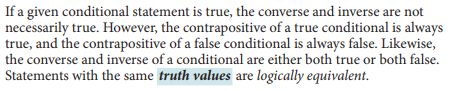 If a given conditional statement is true, the converse and inverse are not
necessarily true. However, the contrapositive of a true conditional is always
true, and the contrapositive of a false conditional is always false. Likewise,
the converse and inverse of a conditional are either both true or both false.
Statements with the same truth values are logically equivalent.